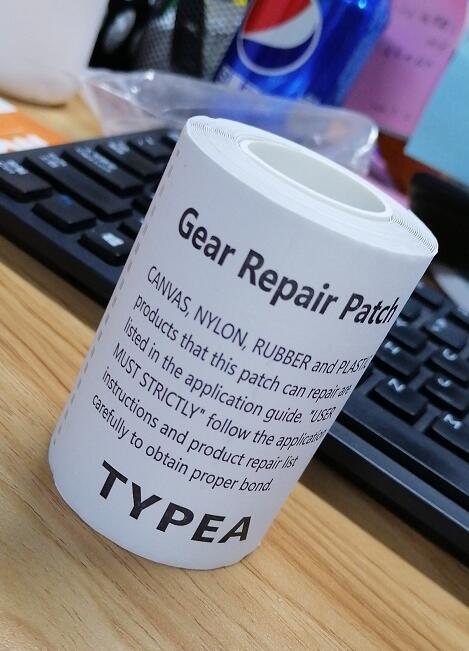 Gear Repair Patch
CANVAS, NYLON, RUBBER and PLASTIC
products that this patch can repair are
listed in the application guide. "USER
MUST STRICTLY" follow the application
instructions and product repair list
carefully to obtain proper bond.
TYPEA